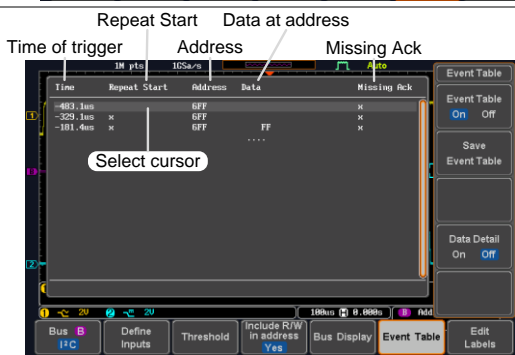 Repeat Start Data at address
Time of trigger Address Missing Ack
1M pts 1GSa/s Auto
Event Table
Time Repeat Start Address Data Missing Ack
-403.1us 6FF x
-329.1us x 6FF x
-181.4us x 6FF FF x
....
Select cursor
Event Table
On Off
Save
Event Table
Data Detail
On Off
1 2V 2 2V 100us 0.000s B Add
Bus B
I²C
Define
Inputs
Threshold
Include R/W
in address
Yes
Bus Display
Event Table
Edit
Labels